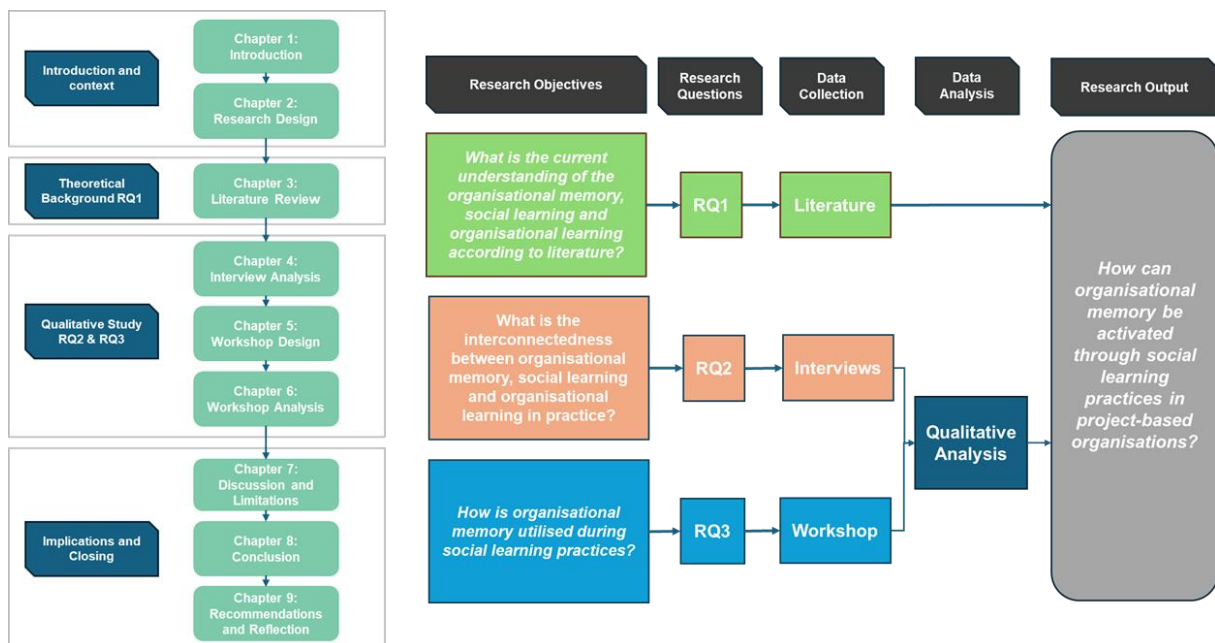 Introduction and
context
Chapter 1:
Introduction
Chapter 2:
Research Design
Theoretical
Background RQ1
Chapter 3:
Literature Review
Qualitative Study
RQ2 & RQ3
Chapter 4:
Interview Analysis
Chapter 5:
Workshop Design
Chapter 6:
Workshop Analysis
Implications and
Closing
Chapter 7:
Discussion and
Limitations
Chapter 8:
Conclusion
Chapter 9:
Recommendations
and Reflection
Research Objectives
Research
Questions
Data
Collection
Data
Analysis
Research Output
What is the current
understanding of the
organisational memory,
social learning and
organisational learning
according to literature?
RQ1
Literature
What is the
interconnectedness
between organisational
memory, social learning
and organisational
learning in practice?
RQ2
Interviews
How is organisational
memory utilised during
social learning practices?
RQ3
Workshop
Qualitative
Analysis
How can
organisational
memory be
activated
through social
learning
practices in
project-based
organisations?